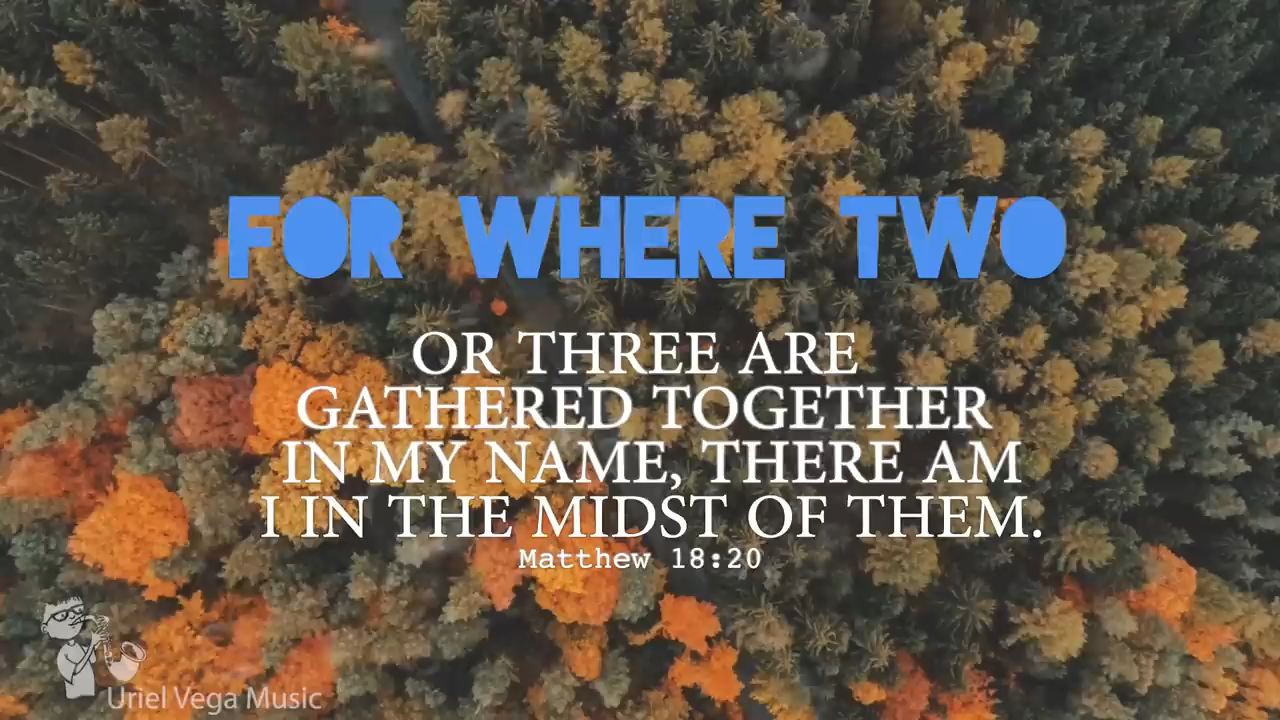 FOR WHERE TWO
OR THREE ARE
GATHERED TOGETHER
IN MY NAME, THERE AM
I IN THE MIDST OF THEM.
Matthew 18:20
Uriel Vega Music